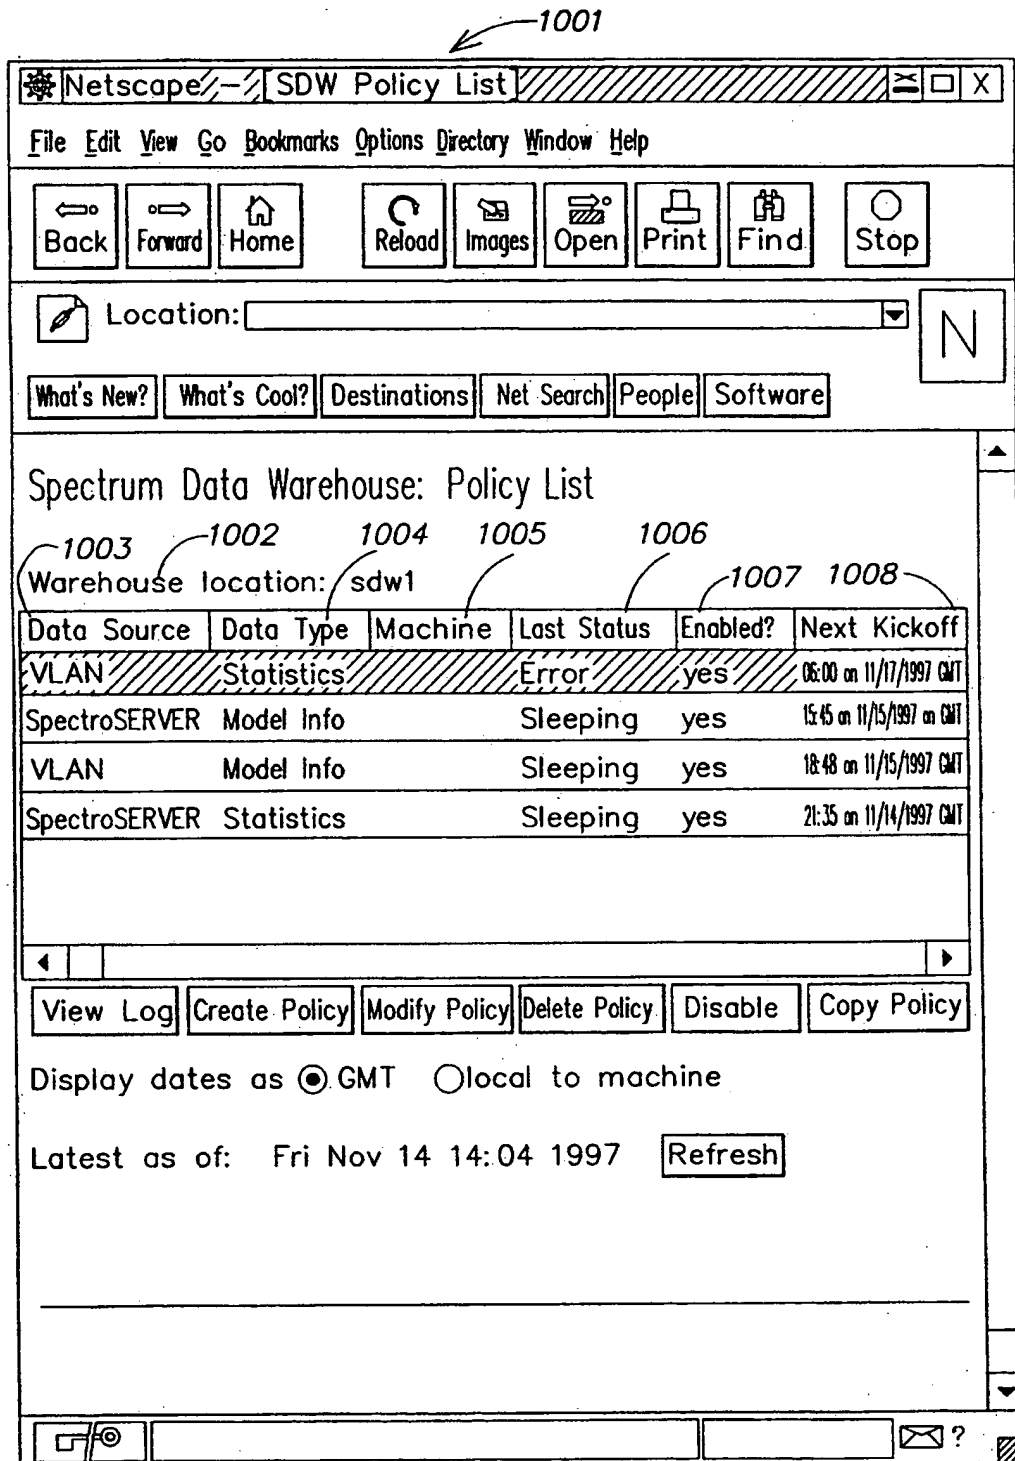 1001
Netscape - [SDW Policy List] X
File Edit View Go Bookmarks Options Directory Window Help
Back Forward Home Reload Images Open Print Find Stop
Location: N
What's New? What's Cool? Destinations Net Search People Software
Spectrum Data Warehouse: Policy List
1003 1002 1004 1005 1006 1007 1008
Warehouse location: sdw1
Data Source Data Type Machine Last Status Enabled? Next Kickoff
VLAN Statistics Error yes 06:00 on 11/17/1997 GMT
SpectroSERVER Model Info Sleeping yes 15:45 on 11/15/1997 on GMT
VLAN Model Info Sleeping yes 18:48 on 11/15/1997 GMT
SpectroSERVER Statistics Sleeping yes 21:35 on 11/14/1997 GMT
View Log Create Policy Modify Policy Delete Policy Disable Copy Policy
Display dates as GMT local to machine
Latest as of: Fri Nov 14 14:04 1997 Refresh
?